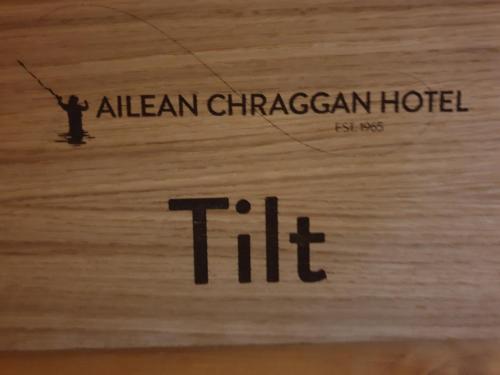 AILEAN CHRAGGAN HOTEL
EST. 1965
Tilt